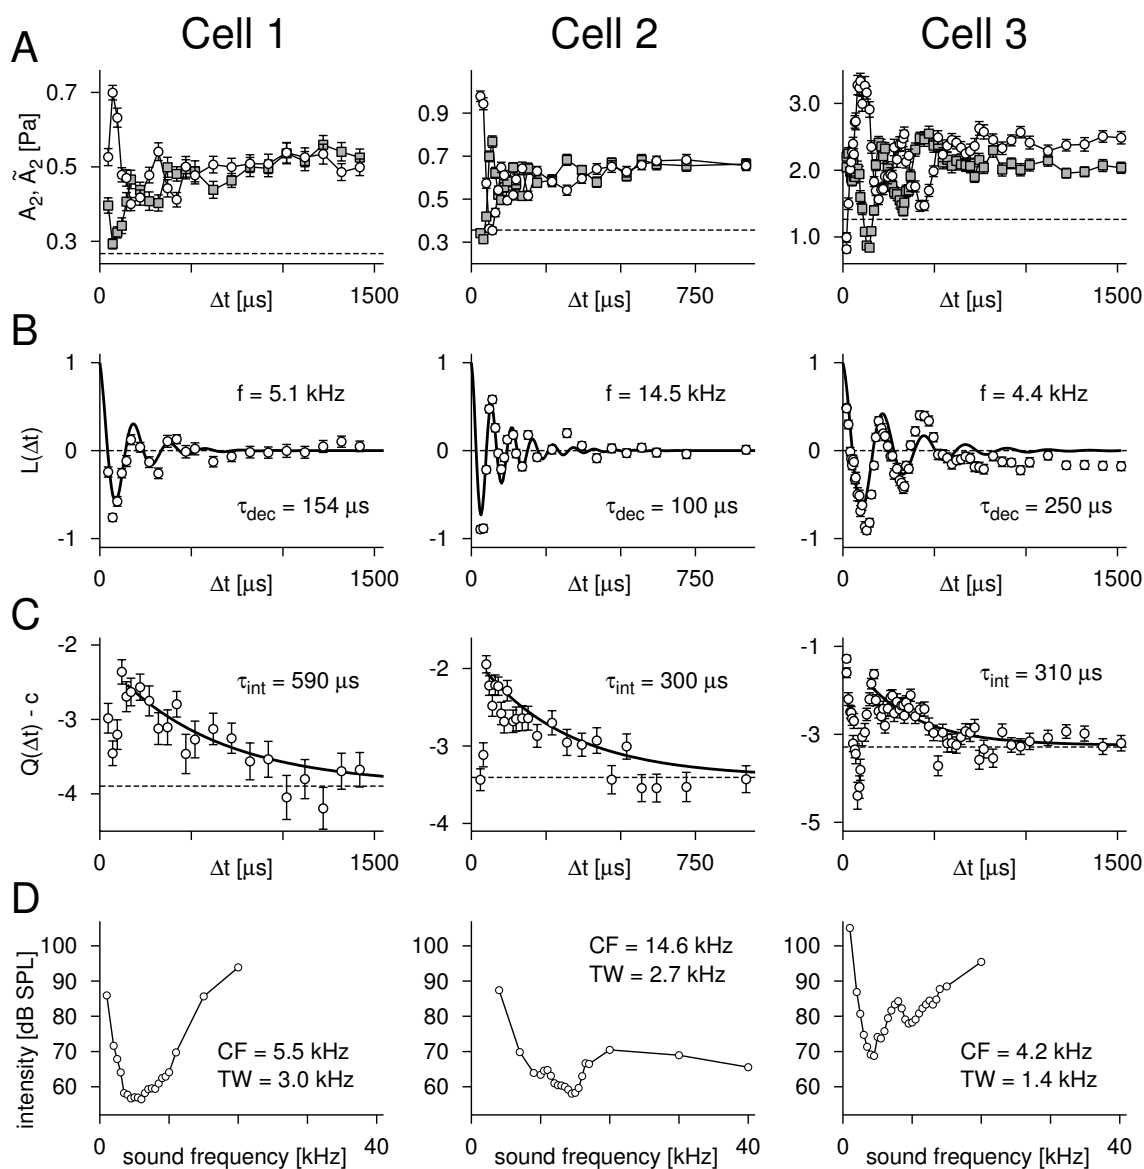 Cell 1 Cell 2 Cell 3
A
A₂, Ã₂ [Pa]
0.7 0.5 0.3
0.9 0.7 0.5 0.3
3.0 2.0 1.0
0 1500 0 750 0 1500
Δt [μs] Δt [μs] Δt [μs]
B
L(Δt)
1 0 -1
f = 5.1 kHz
τdec = 154 μs
1 0 -1
f = 14.5 kHz
τdec = 100 μs
1 0 -1
f = 4.4 kHz
τdec = 250 μs
0 1500 0 750 0 1500
Δt [μs] Δt [μs] Δt [μs]
C
Q(Δt) - c
-2 -3 -4
τint = 590 μs
-2 -3 -4
τint = 300 μs
-1 -3 -5
τint = 310 μs
0 1500 0 750 0 1500
Δt [μs] Δt [μs] Δt [μs]
D
intensity [dB SPL]
100 90 80 70 60
CF = 5.5 kHz
TW = 3.0 kHz
100 90 80 70 60
CF = 14.6 kHz
TW = 2.7 kHz
100 90 80 70 60
CF = 4.2 kHz
TW = 1.4 kHz
0 40 0 40 0 40
sound frequency [kHz] sound frequency [kHz] sound frequency [kHz]